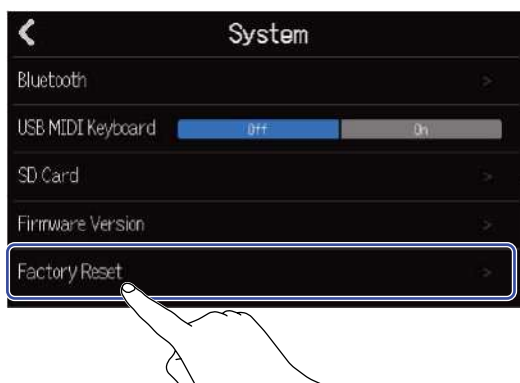 System
Bluetooth
USB MIDI Keyboard Off On
SD Card
Firmware Version
Factory Reset